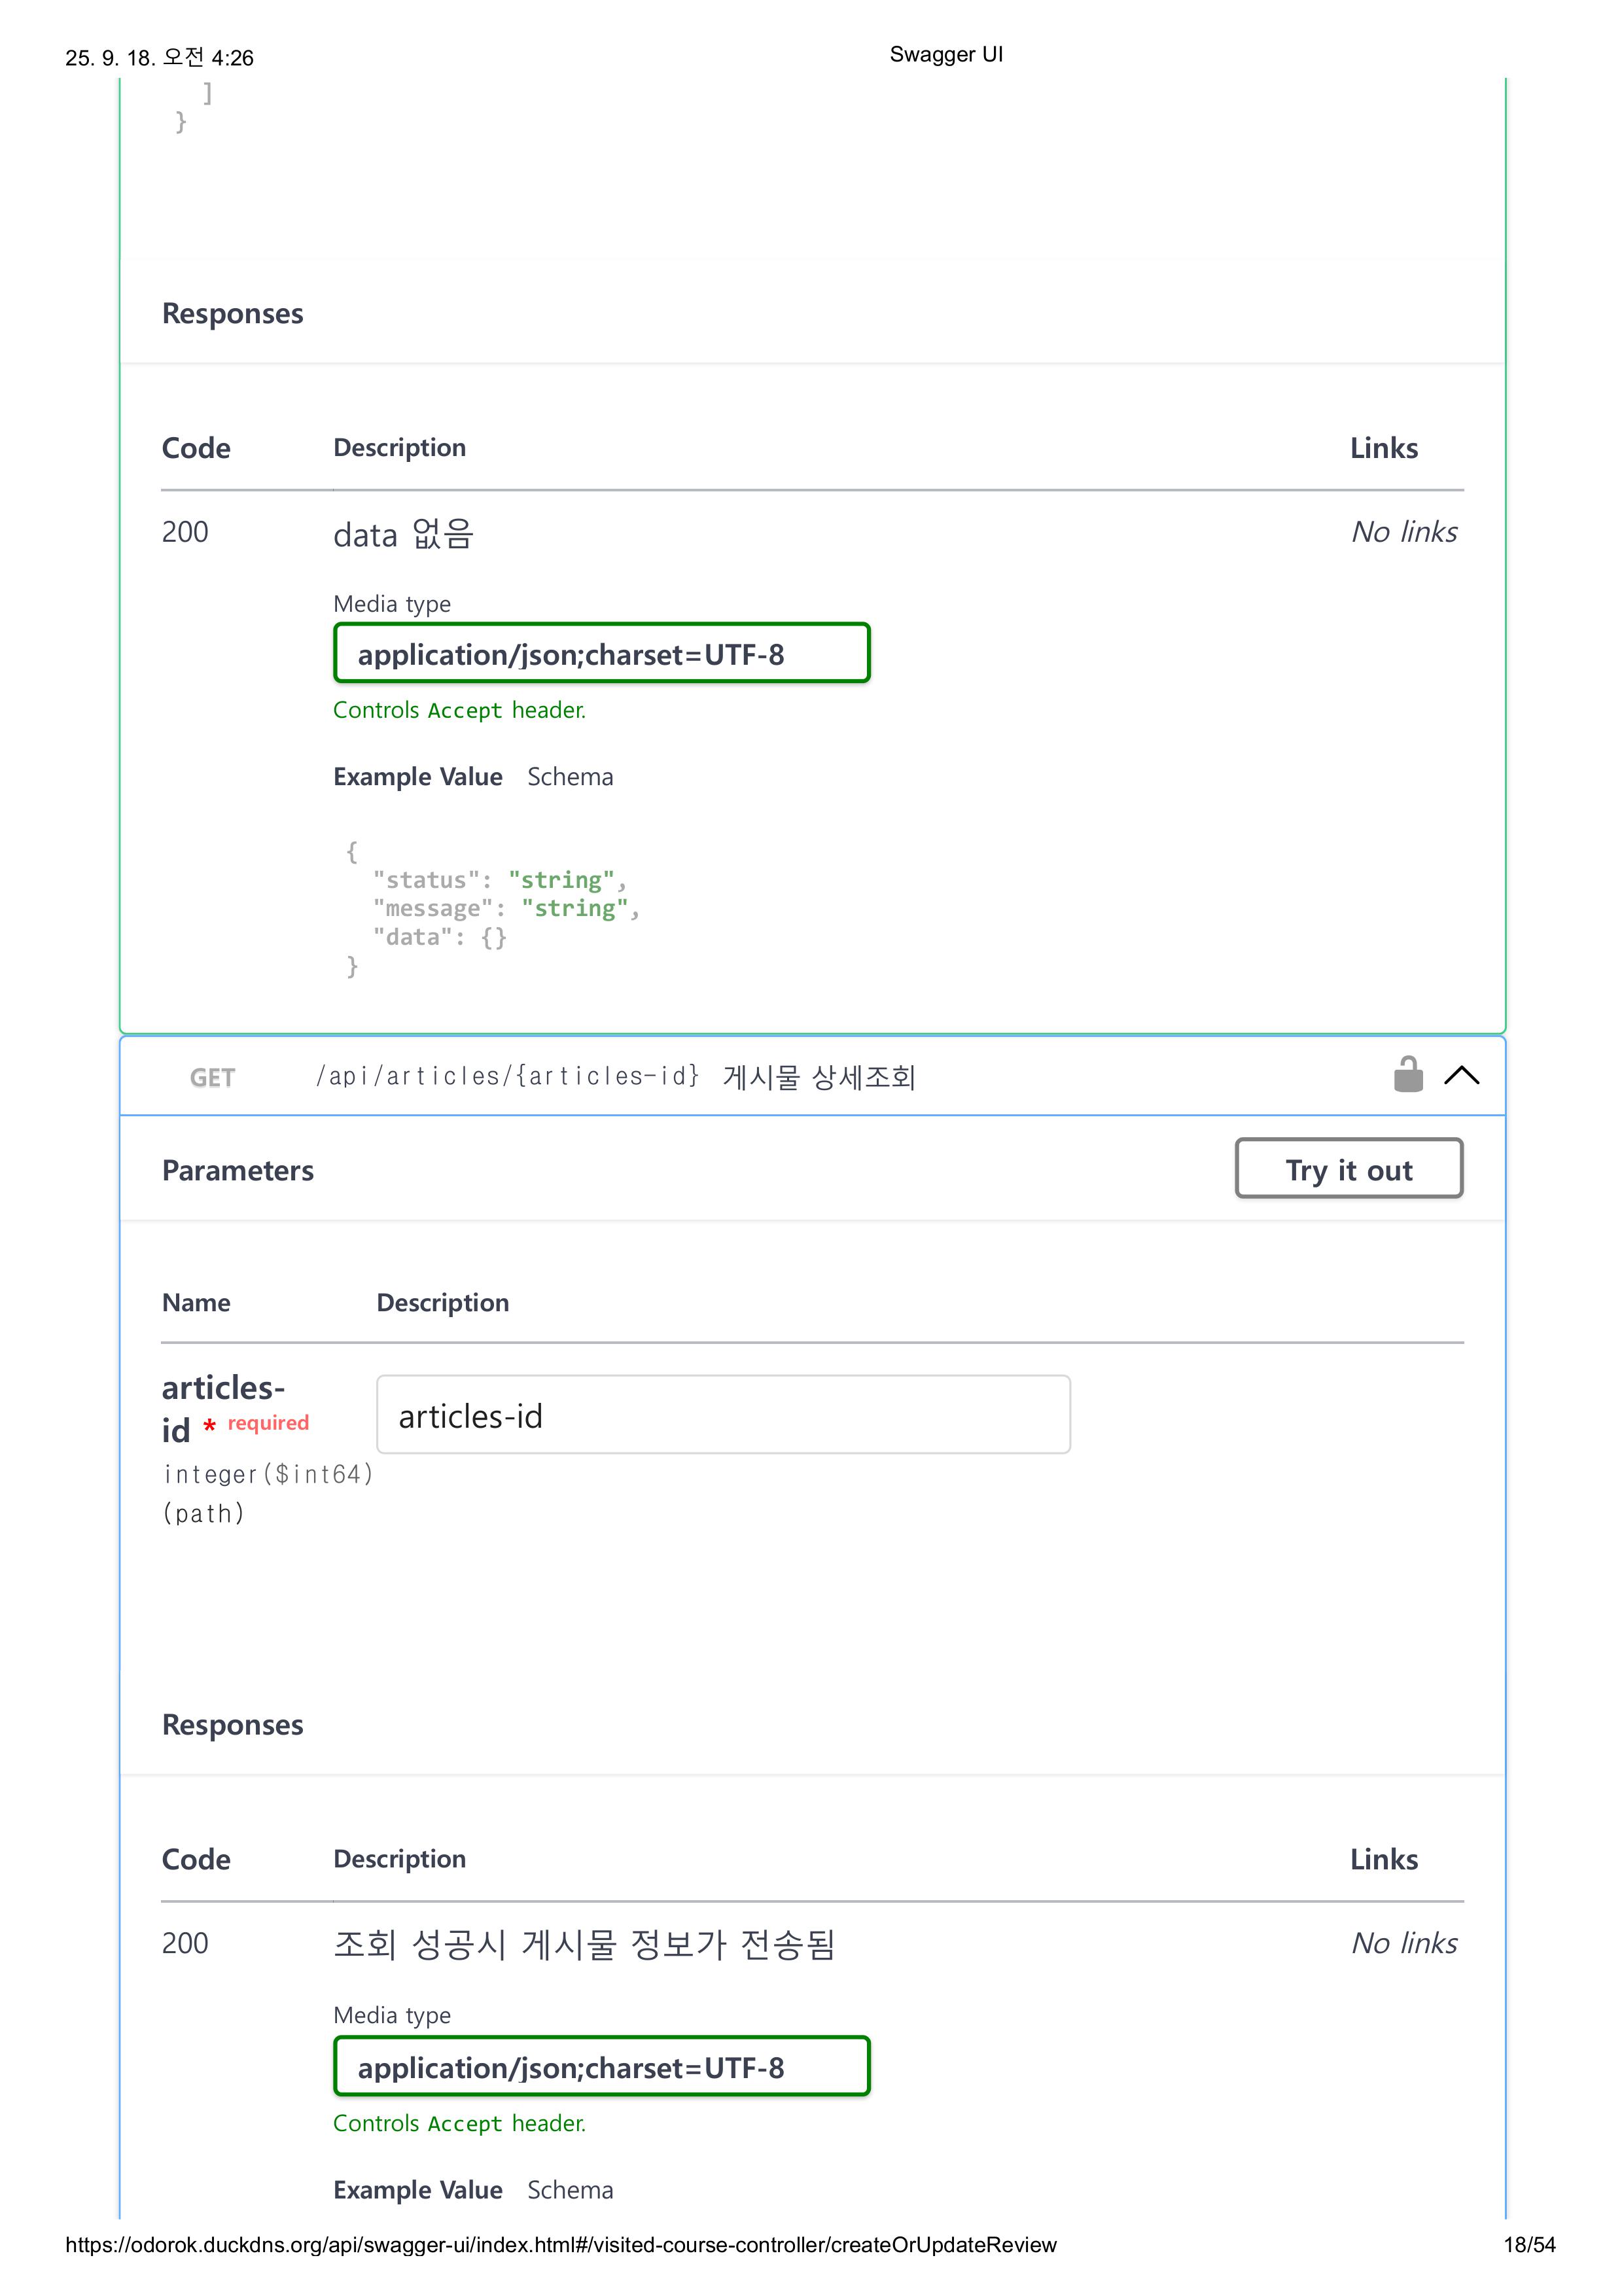 25. 9. 18. 오전 4:26
Swagger UI
]
}
Responses
Code Description Links
200 data 없음 No links
Media type
application/json;charset=UTF-8
Controls Accept header.
Example Value Schema
{
"status": "string",
"message": "string",
"data": {}
}
GET /api/articles/{articles-id} 게시물 상세조회
Parameters Try it out
Name Description
articles-
id * required
articles-id
integer($int64)
(path)
Responses
Code Description Links
200 조회 성공시 게시물 정보가 전송됨 No links
Media type
application/json;charset=UTF-8
Controls Accept header.
Example Value Schema
https://odorok.duckdns.org/api/swagger-ui/index.html#/visited-course-controller/createOrUpdateReview
18/54